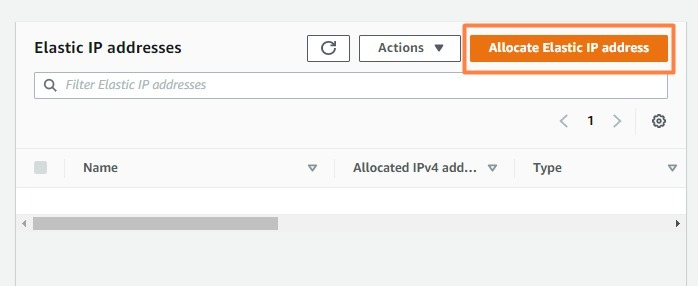 Elastic IP addresses
Actions
Allocate Elastic IP address
Filter Elastic IP addresses
1
Name
Allocated IPv4 add...
Type